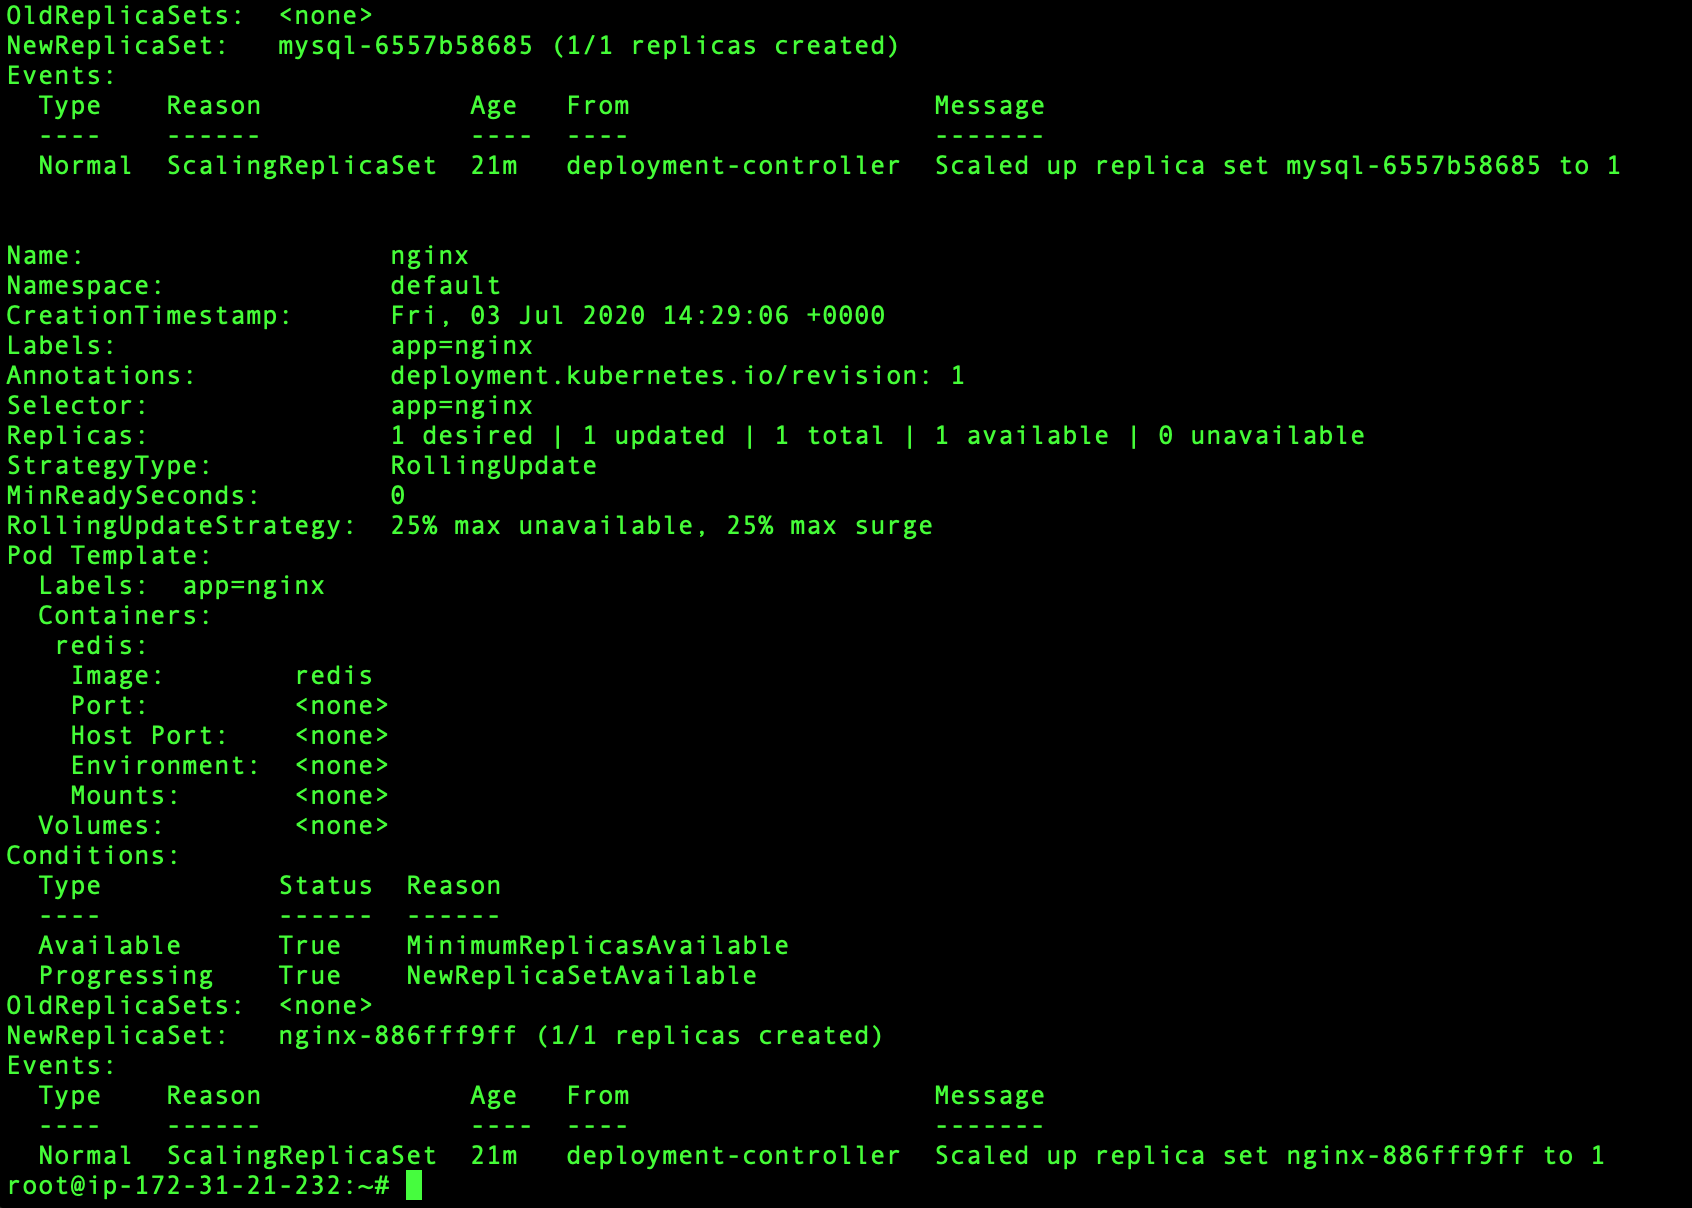 OldReplicaSets:  <none>
NewReplicaSet:   mysql-6557b58685 (1/1 replicas created)
Events:
  Type    Reason             Age   From                   Message
  ----    ------             ----  ----                   -------
  Normal  ScalingReplicaSet  21m   deployment-controller  Scaled up replica set mysql-6557b58685 to 1
Name:                   nginx
Namespace:              default
CreationTimestamp:      Fri, 03 Jul 2020 14:29:06 +0000
Labels:                 app=nginx
Annotations:            deployment.kubernetes.io/revision: 1
Selector:               app=nginx
Replicas:               1 desired | 1 updated | 1 total | 1 available | 0 unavailable
StrategyType:           RollingUpdate
MinReadySeconds:        0
RollingUpdateStrategy:  25% max unavailable, 25% max surge
Pod Template:
  Labels:  app=nginx
  Containers:
   redis:
    Image:        redis
    Port:         <none>
    Host Port:    <none>
    Environment:  <none>
    Mounts:       <none>
  Volumes:        <none>
Conditions:
  Type           Status  Reason
  ----           ------  ------
  Available      True    MinimumReplicasAvailable
  Progressing    True    NewReplicaSetAvailable
OldReplicaSets:  <none>
NewReplicaSet:   nginx-886fff9ff (1/1 replicas created)
Events:
  Type    Reason             Age   From                   Message
  ----    ------             ----  ----                   -------
  Normal  ScalingReplicaSet  21m   deployment-controller  Scaled up replica set nginx-886fff9ff to 1
root@ip-172-31-21-232:~#